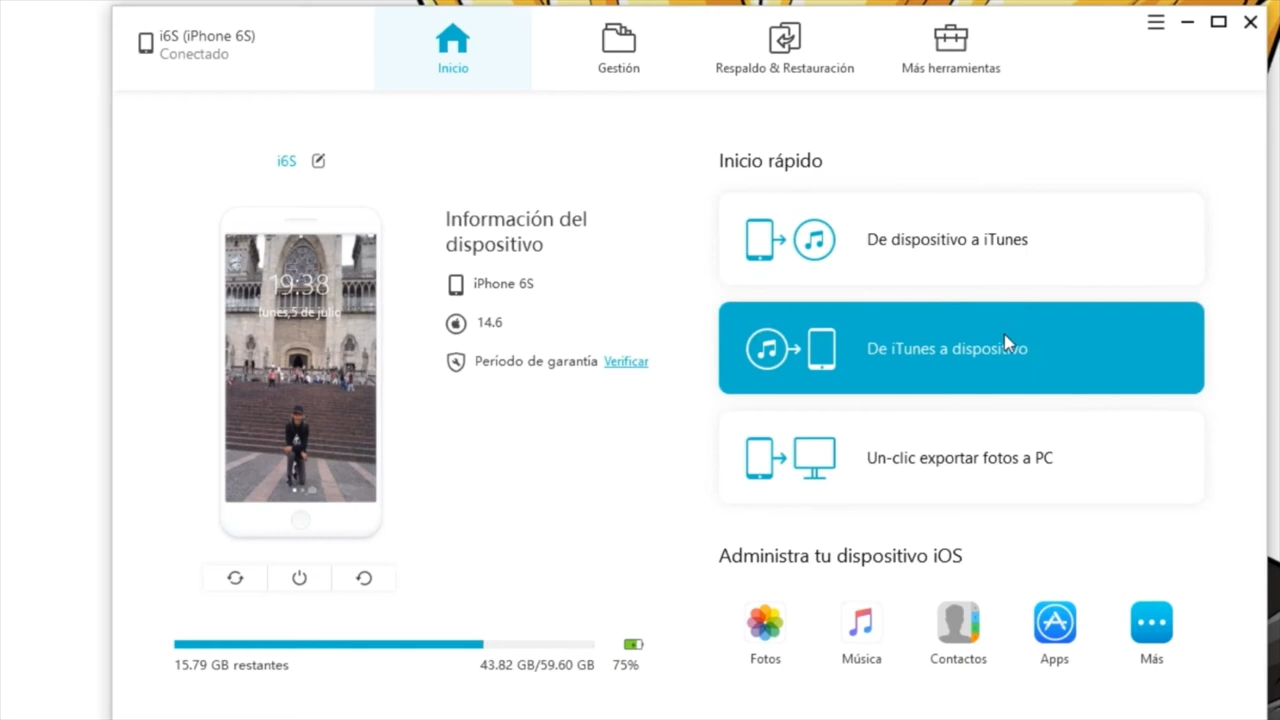 i6S (iPhone 6S)
Conectado
Inicio
Gestión
Respaldo & Restauración
Más herramientas
i6S
19:38
lunes,5 de julio
Información del
dispositivo
iPhone 6S
14.6
Período de garantía Verificar
15.79 GB restantes
43.82 GB/59.60 GB
75%
Inicio rápido
De dispositivo a iTunes
De iTunes a dispositivo
Un-clic exportar fotos a PC
Administra tu dispositivo iOS
Fotos
Música
Contactos
Apps
Más